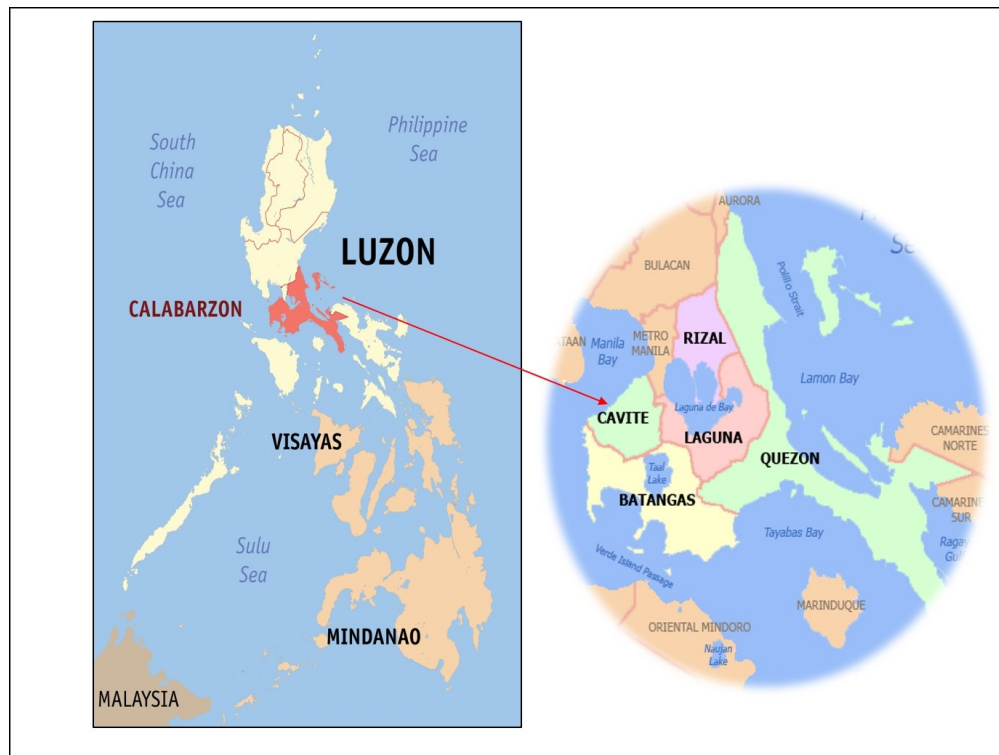 South
China
Sea
Philippine
Sea
LUZON
CALABARZON
VISAYAS
Sulu
Sea
MINDANAO
MALAYSIA
AURORA
BULACAN
Polillo Strait
Manila
Bay
METRO
MANILA
RIZAL
Lamon Bay
CAVITE
Laguna de Bay
LAGUNA
CAMARINES
NORTE
QUEZON
Taal
Lake
BATANGAS
CAMARINE
SUR
Tayabas Bay
Verde Island Passage
MARINDUQUE
ORIENTAL MINDORO
Naujan
Lake